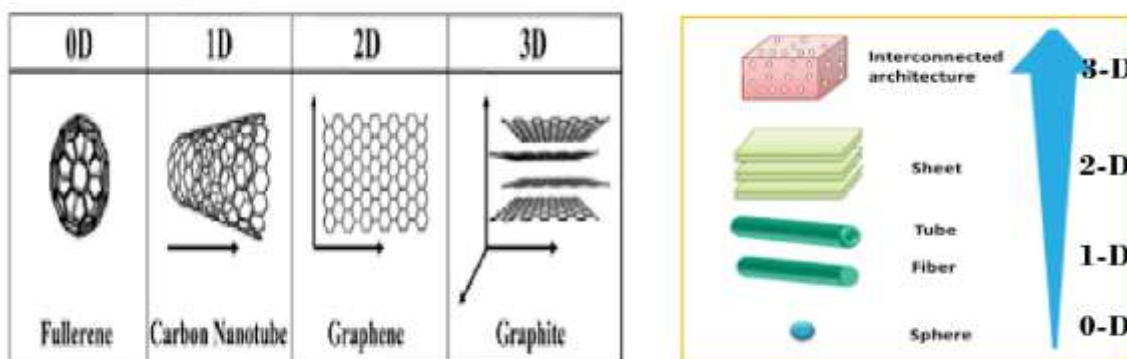 0D 1D 2D 3D
Fullerene Carbon Nanotube Graphene Graphite
Interconnected
architecture
3-D
Sheet
2-D
Tube
1-D
Fiber
Sphere
0-D